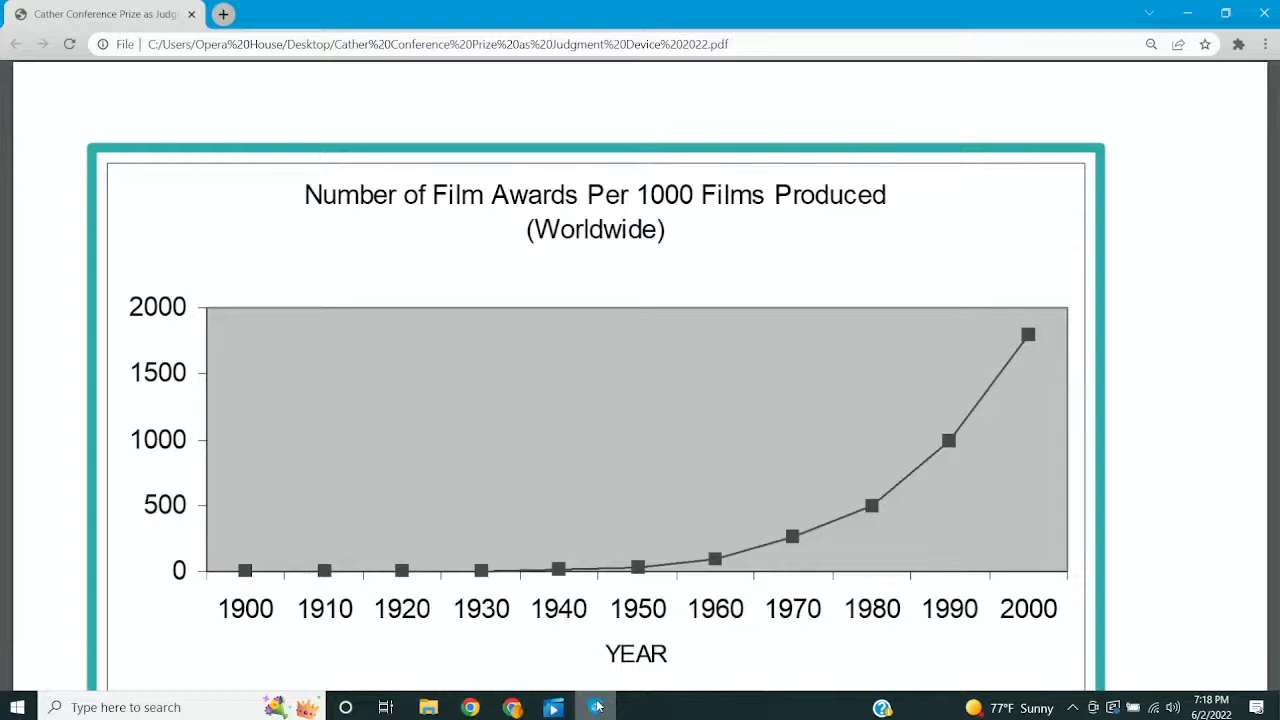 Cather Conference Prize as Judgm
File | C:/Users/Opera%20House/Desktop/Cather%20Conference%20Prize%20as%20Judgment%20Device%202022.pdf
Number of Film Awards Per 1000 Films Produced
(Worldwide)
2000
1500
1000
500
0
1900 1910 1920 1930 1940 1950 1960 1970 1980 1990 2000
YEAR
Type here to search
77°F Sunny
7:18 PM
6/2/2022